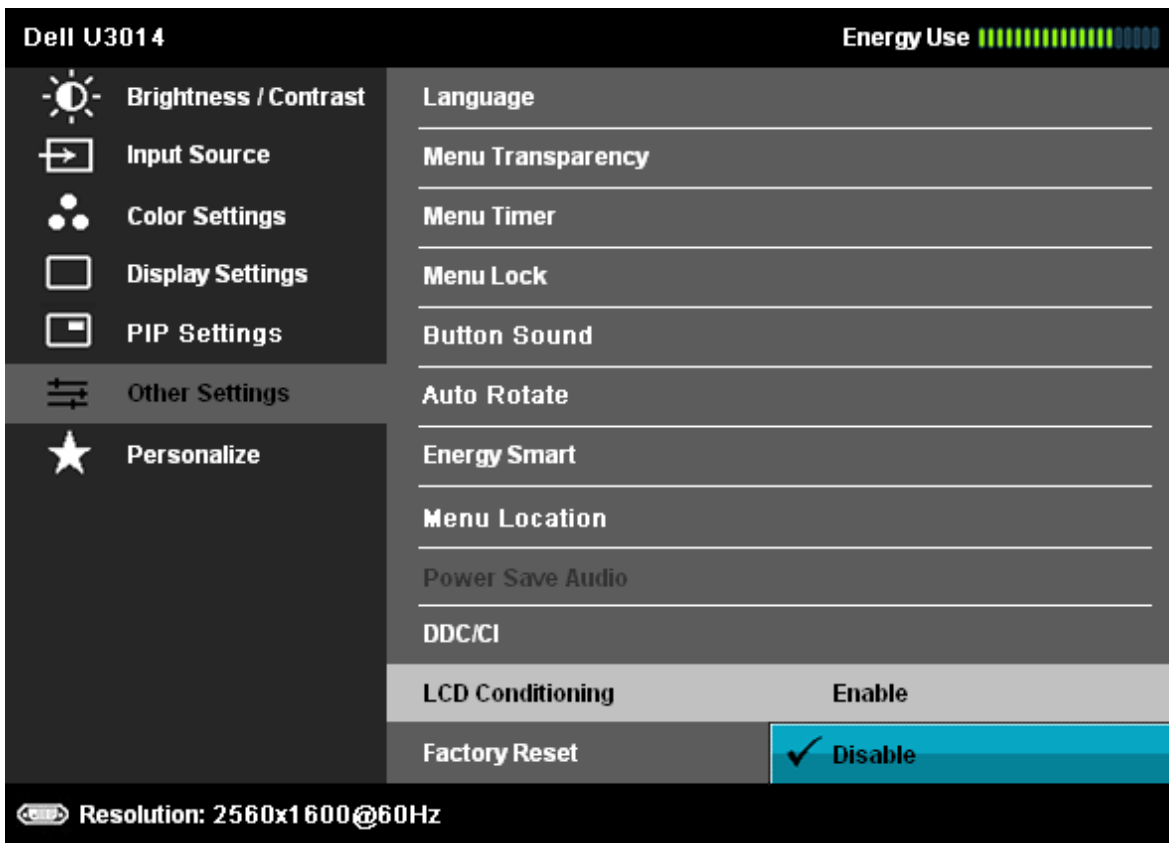 Dell U3014
Energy Use
Brightness / Contrast
Input Source
Color Settings
Display Settings
PIP Settings
Other Settings
Personalize
Language
Menu Transparency
Menu Timer
Menu Lock
Button Sound
Auto Rotate
Energy Smart
Menu Location
Power Save Audio
DDC/CI
LCD Conditioning Enable
Factory Reset Disable
Resolution: 2560x1600@60Hz